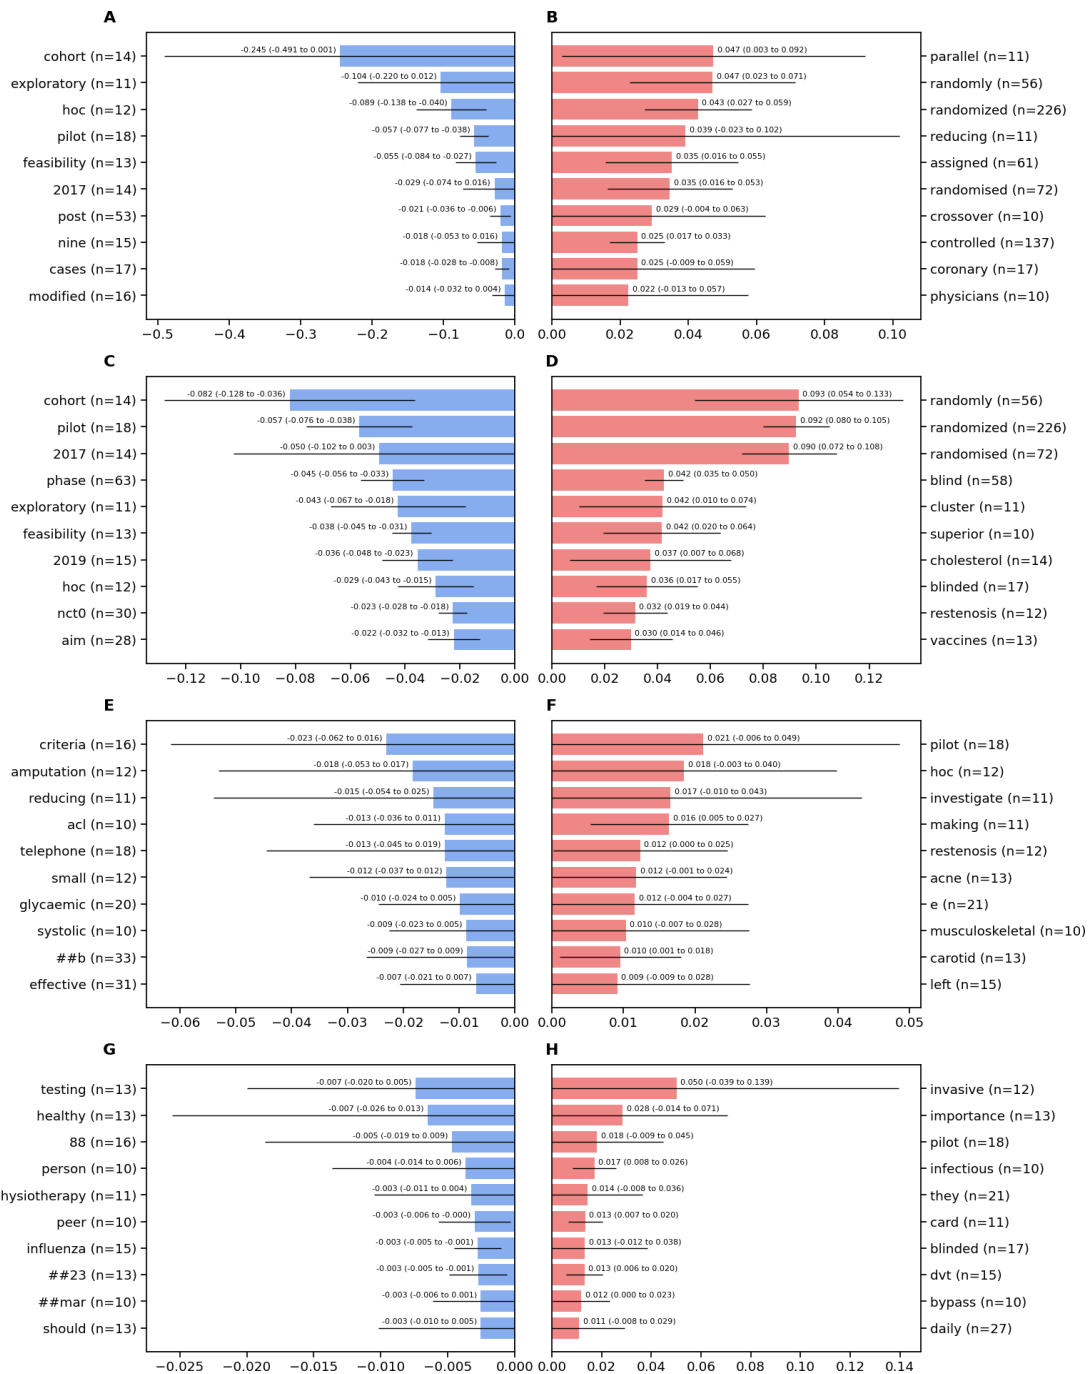 A
B
cohort (n=14)
-0.245 (-0.491 to 0.001)
0.047 (0.003 to 0.092)
parallel (n=11)
exploratory (n=11)
-0.104 (-0.220 to 0.012)
0.047 (0.023 to 0.071)
randomly (n=56)
hoc (n=12)
-0.089 (-0.138 to -0.040)
0.043 (0.027 to 0.059)
randomized (n=226)
pilot (n=18)
-0.057 (-0.077 to -0.038)
0.039 (-0.023 to 0.102)
reducing (n=11)
feasibility (n=13)
-0.055 (-0.084 to -0.027)
0.035 (0.016 to 0.055)
assigned (n=61)
2017 (n=14)
-0.029 (-0.074 to 0.016)
0.035 (0.016 to 0.053)
randomised (n=72)
post (n=53)
-0.021 (-0.036 to -0.006)
0.029 (-0.004 to 0.063)
crossover (n=10)
nine (n=15)
-0.018 (-0.053 to 0.016)
0.025 (0.017 to 0.033)
controlled (n=137)
cases (n=17)
-0.018 (-0.028 to -0.008)
0.025 (-0.009 to 0.059)
coronary (n=17)
modified (n=16)
-0.014 (-0.032 to 0.004)
0.022 (-0.013 to 0.057)
physicians (n=10)
−0.5 −0.4 −0.3 −0.2 −0.1 0.0
0.00 0.02 0.04 0.06 0.08 0.10
C
D
cohort (n=14)
-0.082 (-0.128 to -0.036)
0.093 (0.054 to 0.133)
randomly (n=56)
pilot (n=18)
-0.057 (-0.076 to -0.038)
0.092 (0.080 to 0.105)
randomized (n=226)
2017 (n=14)
-0.050 (-0.102 to 0.003)
0.090 (0.072 to 0.108)
randomised (n=72)
phase (n=63)
-0.045 (-0.056 to -0.033)
0.042 (0.035 to 0.050)
blind (n=58)
exploratory (n=11)
-0.043 (-0.067 to -0.018)
0.042 (0.010 to 0.074)
cluster (n=11)
feasibility (n=13)
-0.038 (-0.045 to -0.031)
0.042 (0.020 to 0.064)
superior (n=10)
2019 (n=15)
-0.036 (-0.048 to -0.023)
0.037 (0.007 to 0.068)
cholesterol (n=14)
hoc (n=12)
-0.029 (-0.043 to -0.015)
0.036 (0.017 to 0.055)
blinded (n=17)
nct0 (n=30)
-0.023 (-0.028 to -0.018)
0.032 (0.019 to 0.044)
restenosis (n=12)
aim (n=28)
-0.022 (-0.032 to -0.013)
0.030 (0.014 to 0.046)
vaccines (n=13)
−0.12 −0.10 −0.08 −0.06 −0.04 −0.02 0.00
0.00 0.02 0.04 0.06 0.08 0.10 0.12
E
F
criteria (n=16)
-0.023 (-0.062 to 0.016)
0.021 (-0.006 to 0.049)
pilot (n=18)
amputation (n=12)
-0.018 (-0.053 to 0.017)
0.018 (-0.003 to 0.040)
hoc (n=12)
reducing (n=11)
-0.015 (-0.054 to 0.025)
0.017 (-0.010 to 0.043)
investigate (n=11)
acl (n=10)
-0.013 (-0.036 to 0.011)
0.016 (0.005 to 0.027)
making (n=11)
telephone (n=18)
-0.013 (-0.045 to 0.019)
0.012 (0.000 to 0.025)
restenosis (n=12)
small (n=12)
-0.012 (-0.037 to 0.012)
0.012 (-0.001 to 0.024)
acne (n=13)
glycaemic (n=20)
-0.010 (-0.024 to 0.005)
0.012 (-0.004 to 0.027)
e (n=21)
systolic (n=10)
-0.009 (-0.023 to 0.005)
0.010 (-0.007 to 0.028)
musculoskeletal (n=10)
##b (n=33)
-0.009 (-0.027 to 0.009)
0.010 (0.001 to 0.018)
carotid (n=13)
effective (n=31)
-0.007 (-0.021 to 0.007)
0.009 (-0.009 to 0.028)
left (n=15)
−0.06 −0.05 −0.04 −0.03 −0.02 −0.01 0.00
0.00 0.01 0.02 0.03 0.04 0.05
G
H
testing (n=13)
-0.007 (-0.020 to 0.005)
0.050 (-0.039 to 0.139)
invasive (n=12)
healthy (n=13)
-0.007 (-0.026 to 0.013)
0.028 (-0.014 to 0.071)
importance (n=13)
88 (n=16)
-0.005 (-0.019 to 0.009)
0.018 (-0.009 to 0.045)
pilot (n=18)
person (n=10)
-0.004 (-0.014 to 0.006)
0.017 (0.008 to 0.026)
infectious (n=10)
hysiotherapy (n=11)
-0.003 (-0.011 to 0.004)
0.014 (-0.008 to 0.036)
they (n=21)
peer (n=10)
-0.003 (-0.006 to -0.000)
0.013 (0.007 to 0.020)
card (n=11)
influenza (n=15)
-0.003 (-0.005 to -0.001)
0.013 (-0.012 to 0.038)
blinded (n=17)
##23 (n=13)
-0.003 (-0.005 to -0.001)
0.013 (0.006 to 0.020)
dvt (n=15)
##mar (n=10)
-0.003 (-0.006 to 0.001)
0.012 (0.000 to 0.023)
bypass (n=10)
should (n=13)
-0.003 (-0.010 to 0.005)
0.011 (-0.008 to 0.029)
daily (n=27)
−0.025 −0.020 −0.015 −0.010 −0.005 0.000
0.00 0.02 0.04 0.06 0.08 0.10 0.12 0.14